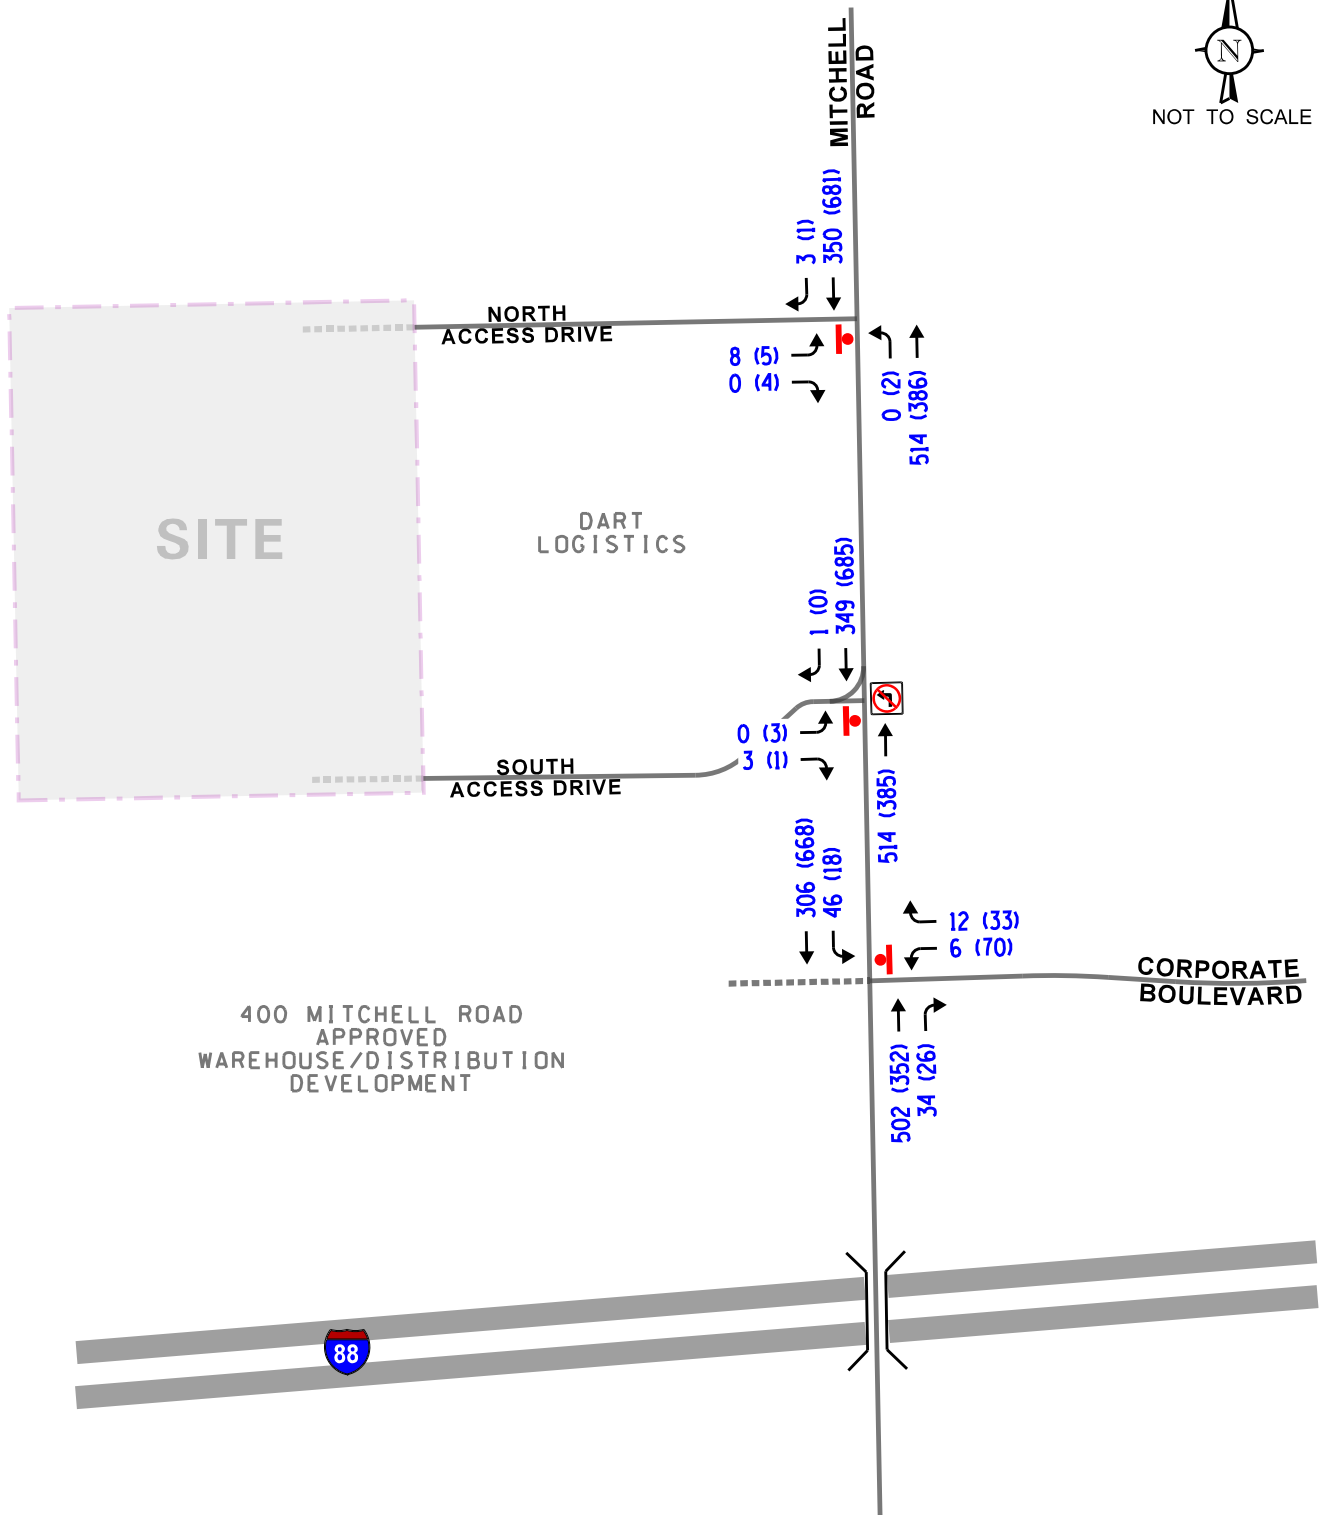 MITCHELL
ROAD
N
NOT TO SCALE
3 (1)
350 (681)
NORTH
ACCESS DRIVE
8 (5)
0 (4)
0 (2)
514 (386)
SITE
DART
LOGISTICS
1 (0)
349 (685)
0 (3)
3 (1)
SOUTH
ACCESS DRIVE
514 (385)
306 (668)
46 (18)
12 (33)
6 (70)
CORPORATE
BOULEVARD
400 MITCHELL ROAD
APPROVED
WAREHOUSE/DISTRIBUTION
DEVELOPMENT
502 (352)
34 (26)
88